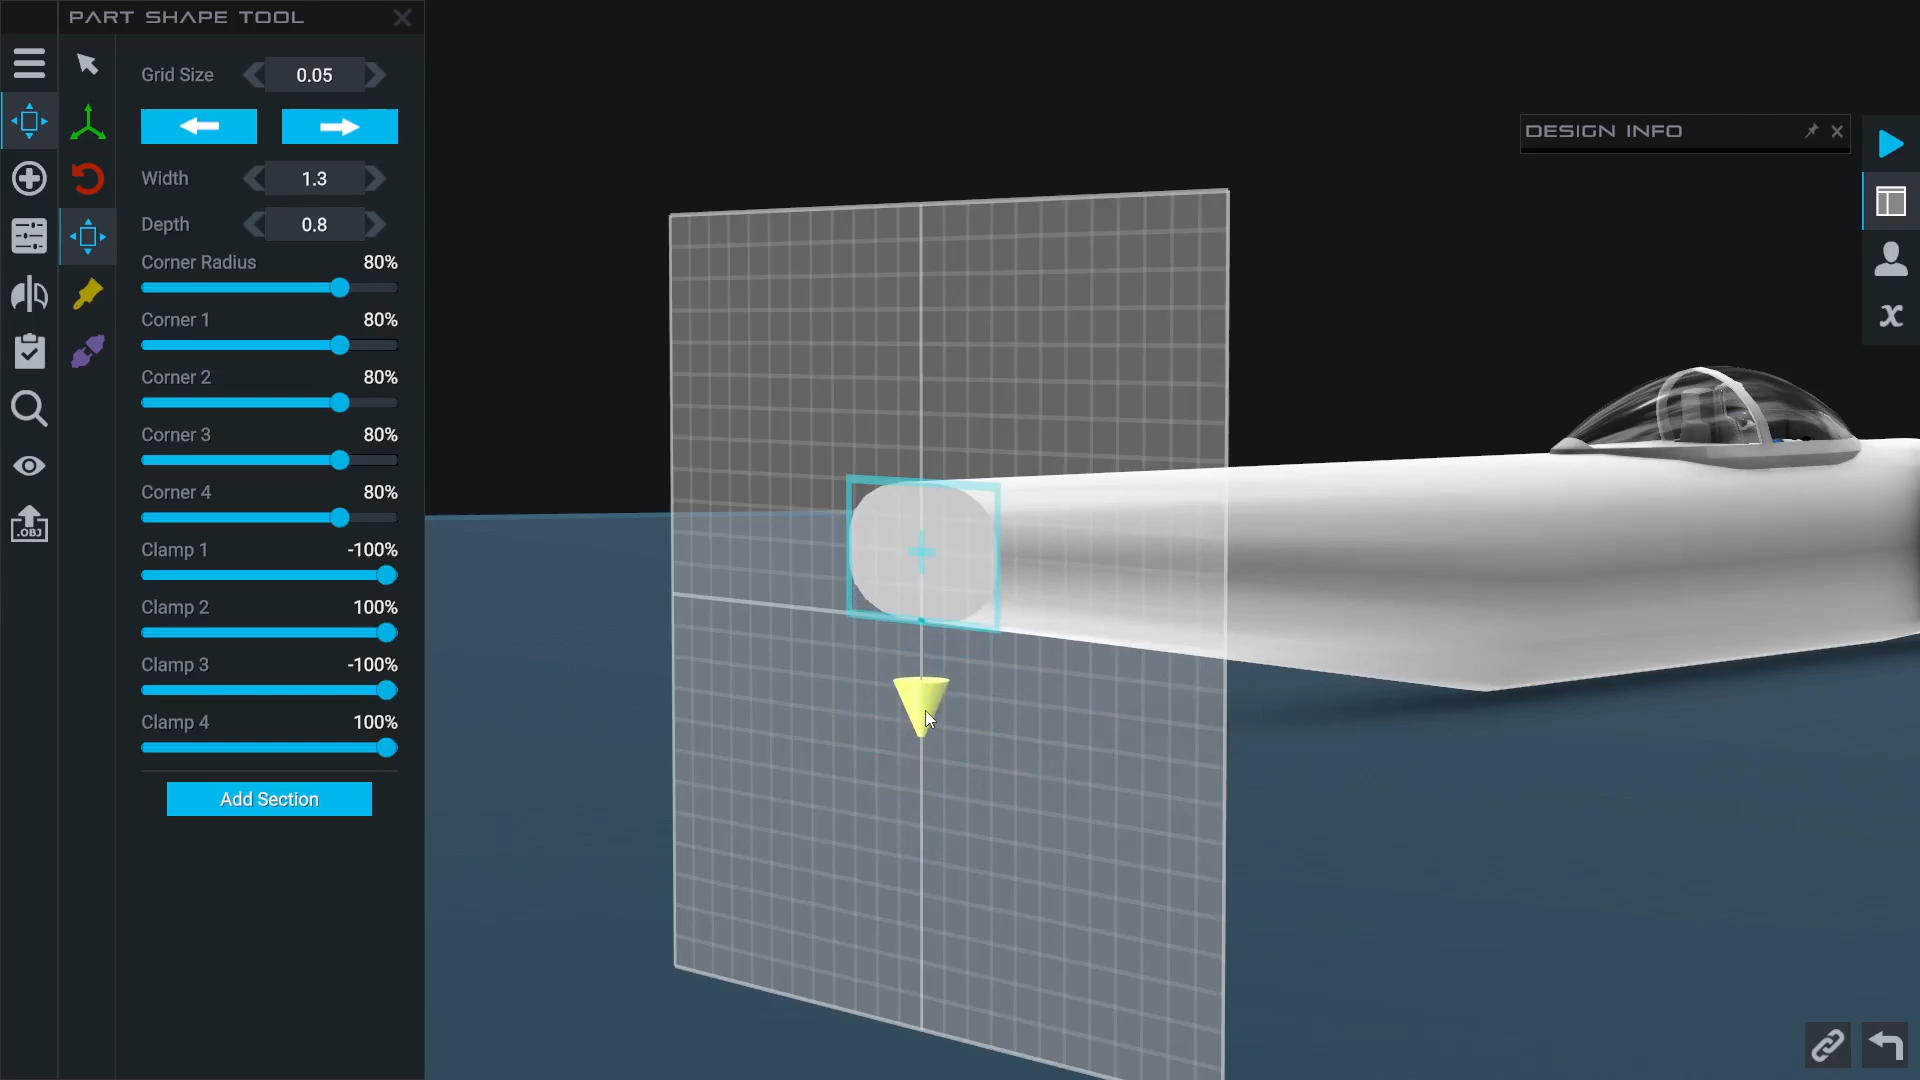 PART SHAPE TOOL
Grid Size 0.05
Width 1.3
Depth 0.8
Corner Radius 80%
Corner 1 80%
Corner 2 80%
Corner 3 80%
Corner 4 80%
Clamp 1 -100%
Clamp 2 100%
Clamp 3 -100%
Clamp 4 100%
Add Section
.OBJ
DESIGN INFO
x